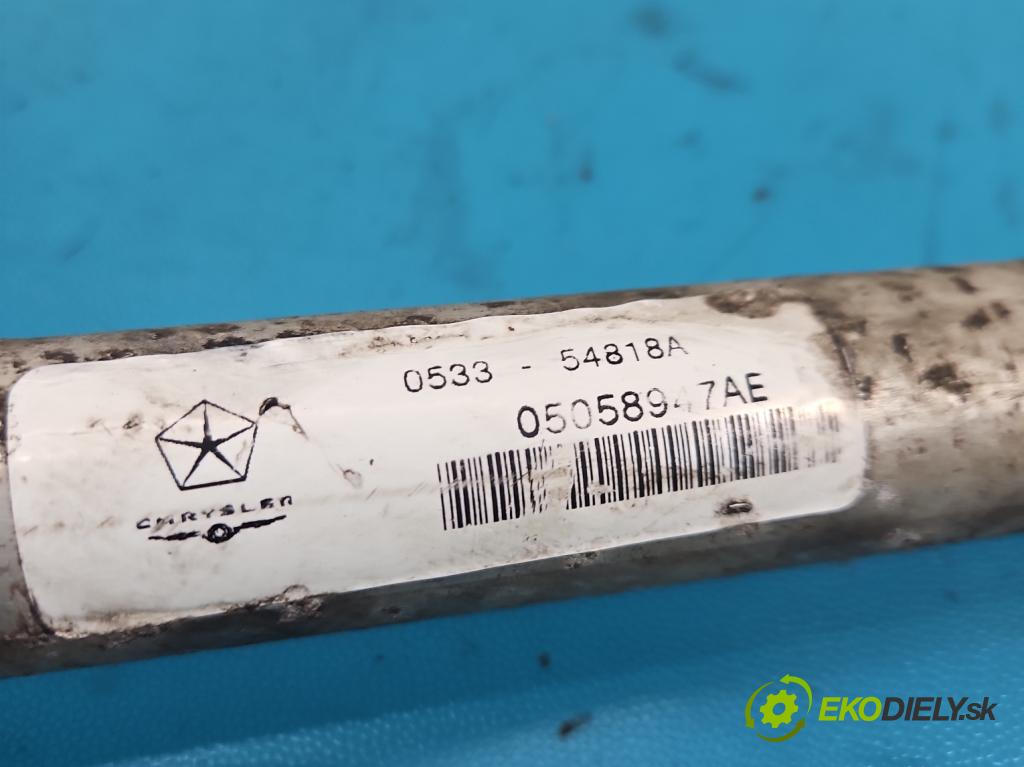 0533 - 54818A
05058947AE
CHRYSLER
EKODIELY.sk